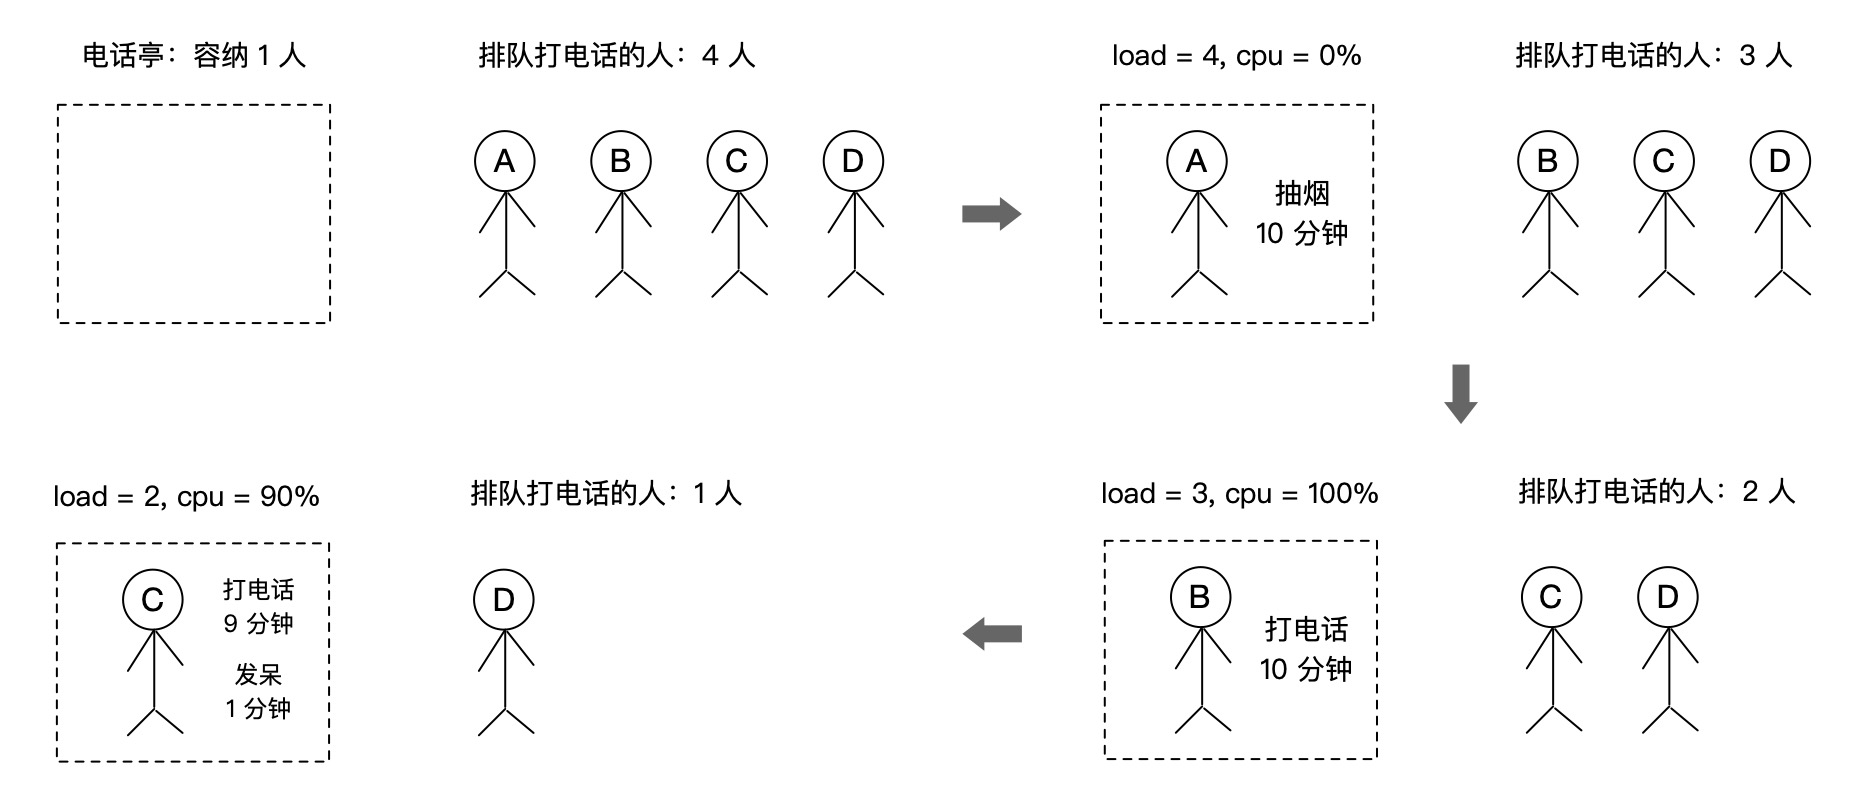 电话亭：容纳 1 人
排队打电话的人：4 人
A
B
C
D
load = 4, cpu = 0%
A
抽烟
10 分钟
排队打电话的人：3 人
B
C
D
load = 3, cpu = 100%
B
打电话
10 分钟
排队打电话的人：2 人
C
D
load = 2, cpu = 90%
C
打电话
9 分钟
发呆
1 分钟
排队打电话的人：1 人
D